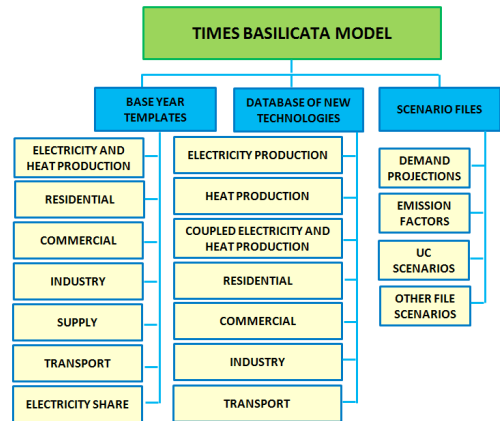 TIMES BASILICATA MODEL
BASE YEAR
TEMPLATES
ELECTRICITY AND
HEAT PRODUCTION
RESIDENTIAL
COMMERCIAL
INDUSTRY
SUPPLY
TRANSPORT
ELECTRICITY SHARE
DATABASE OF NEW
TECHNOLOGIES
ELECTRICITY PRODUCTION
HEAT PRODUCTION
COUPLED ELECTRICITY AND
HEAT PRODUCTION
RESIDENTIAL
COMMERCIAL
INDUSTRY
TRANSPORT
SCENARIO FILES
DEMAND
PROJECTIONS
EMISSION
FACTORS
UC
SCENARIOS
OTHER FILE
SCENARIOS